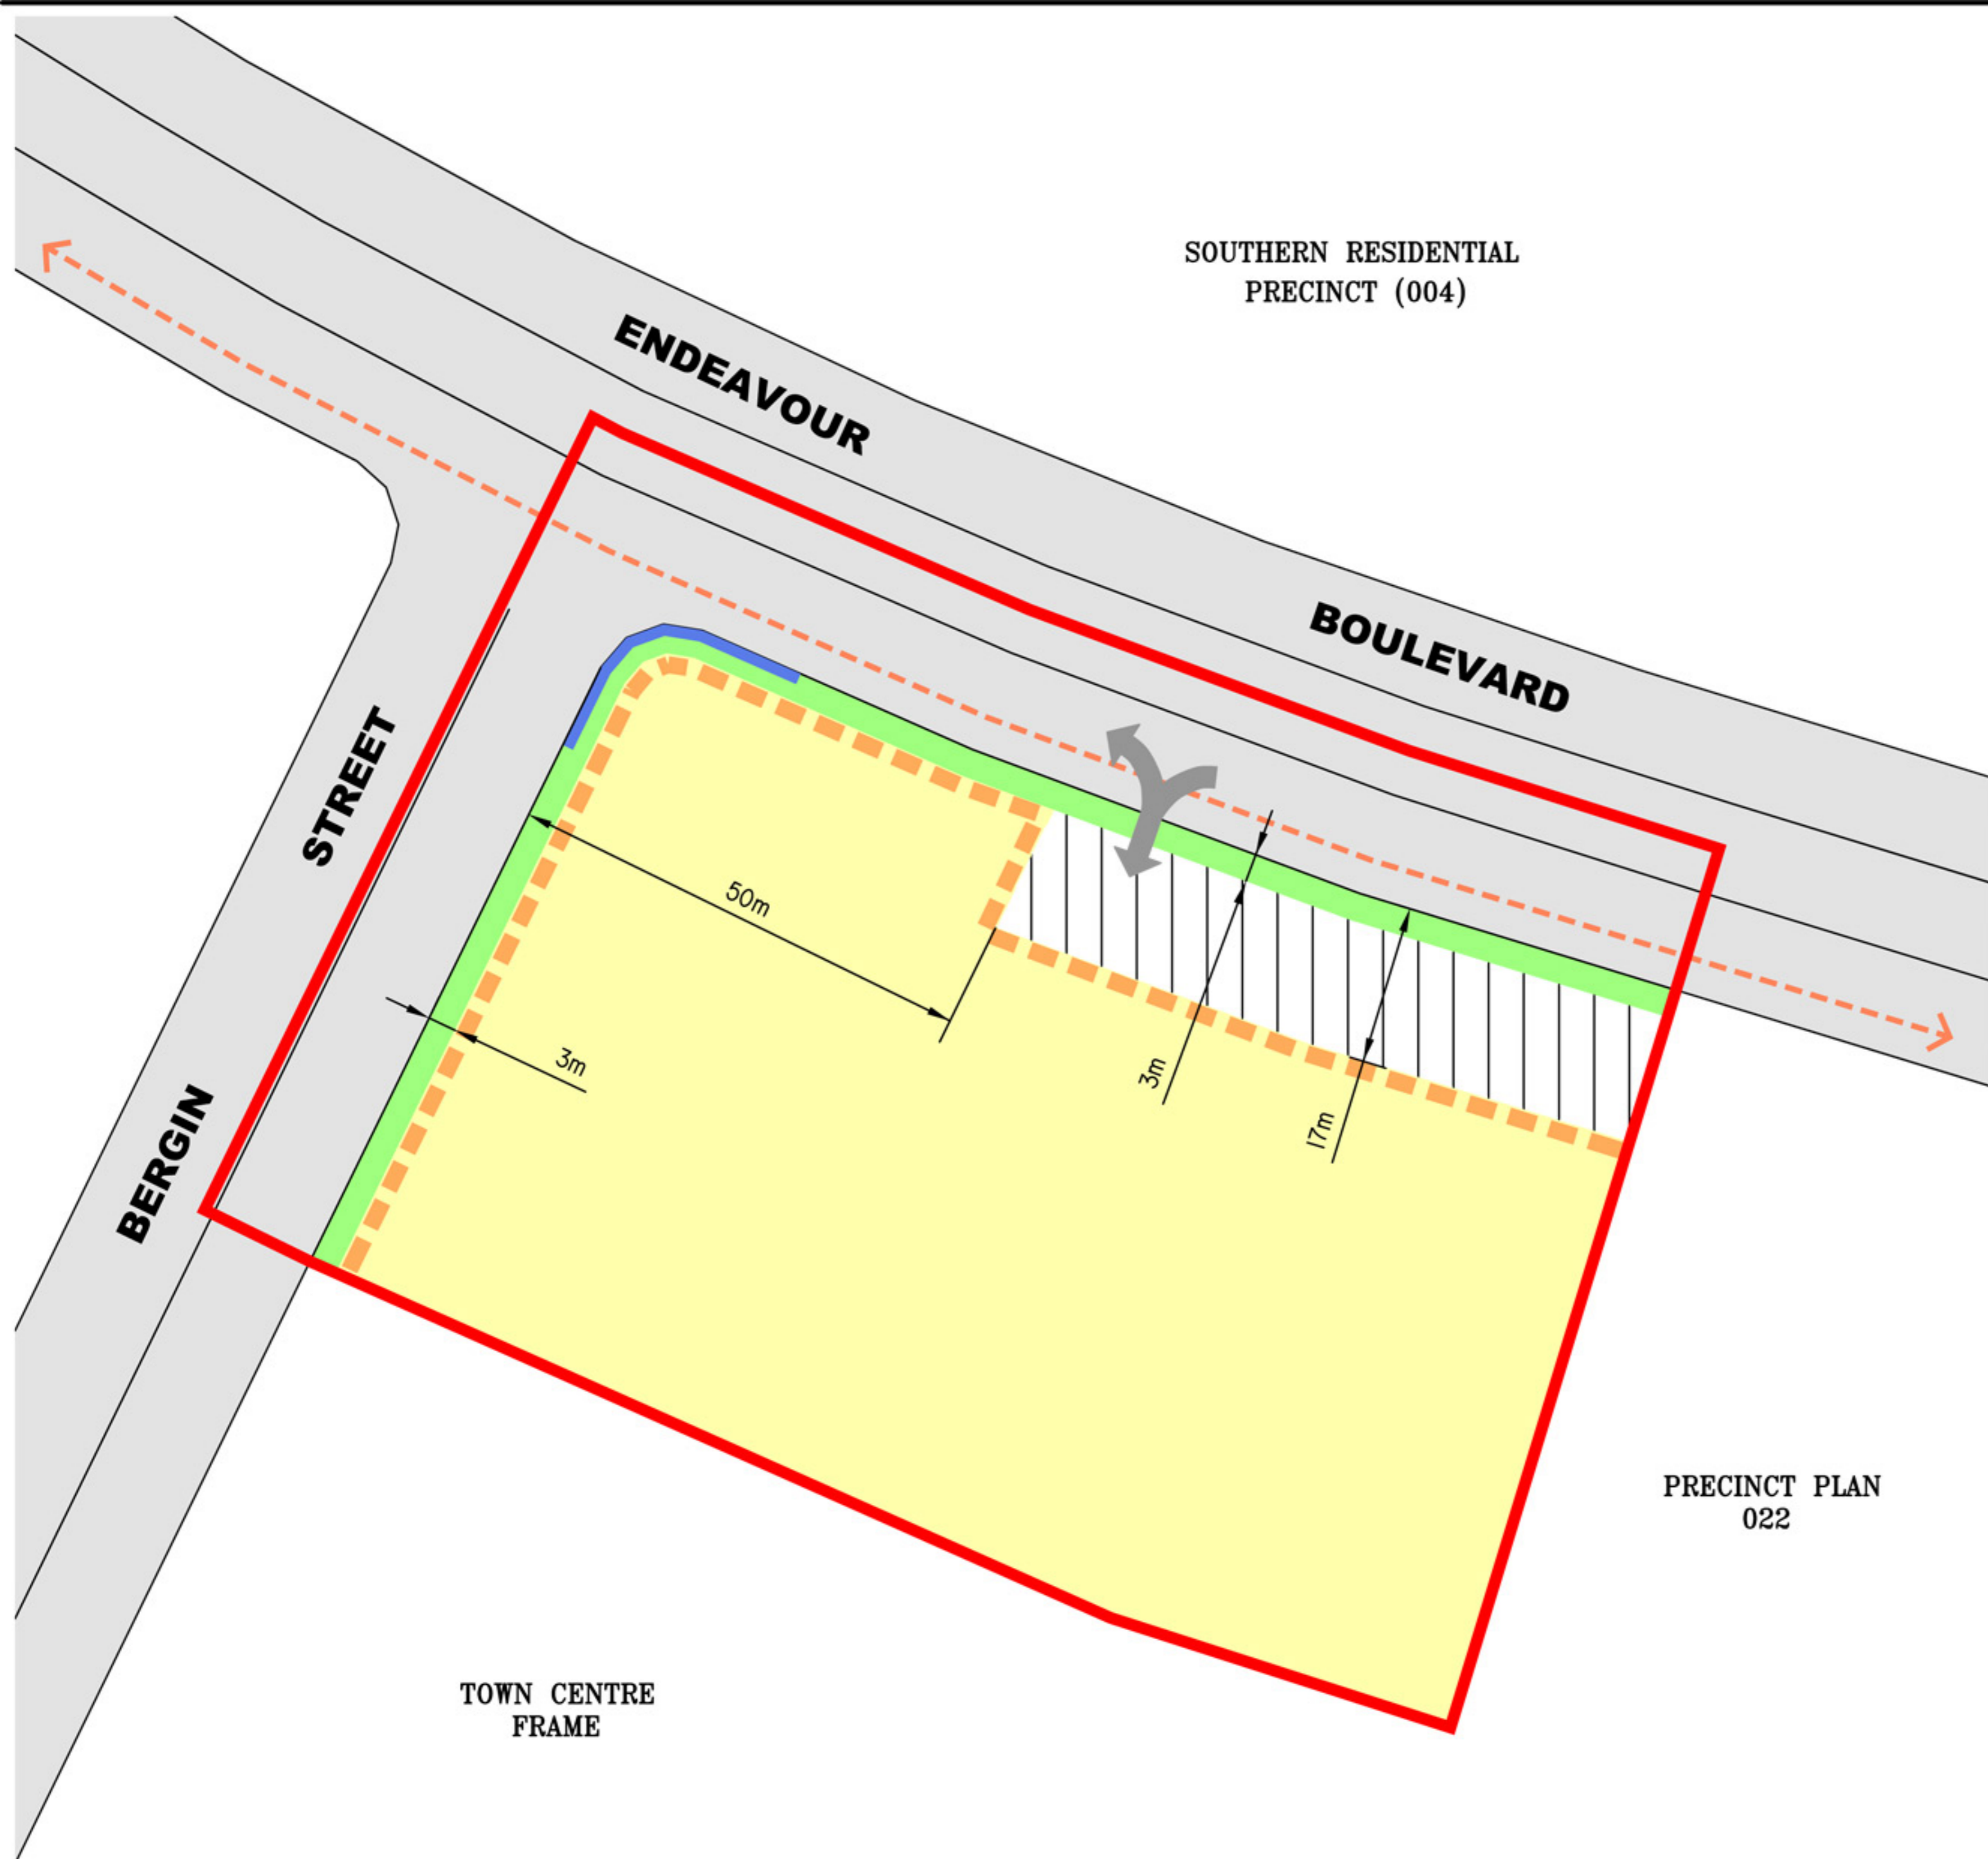 SOUTHERN RESIDENTIAL
PRECINCT (004)
ENDEAVOUR
BOULEVARD
BERGIN STREET
50m
3m
3m
17m
PRECINCT PLAN
022
TOWN CENTRE
FRAME